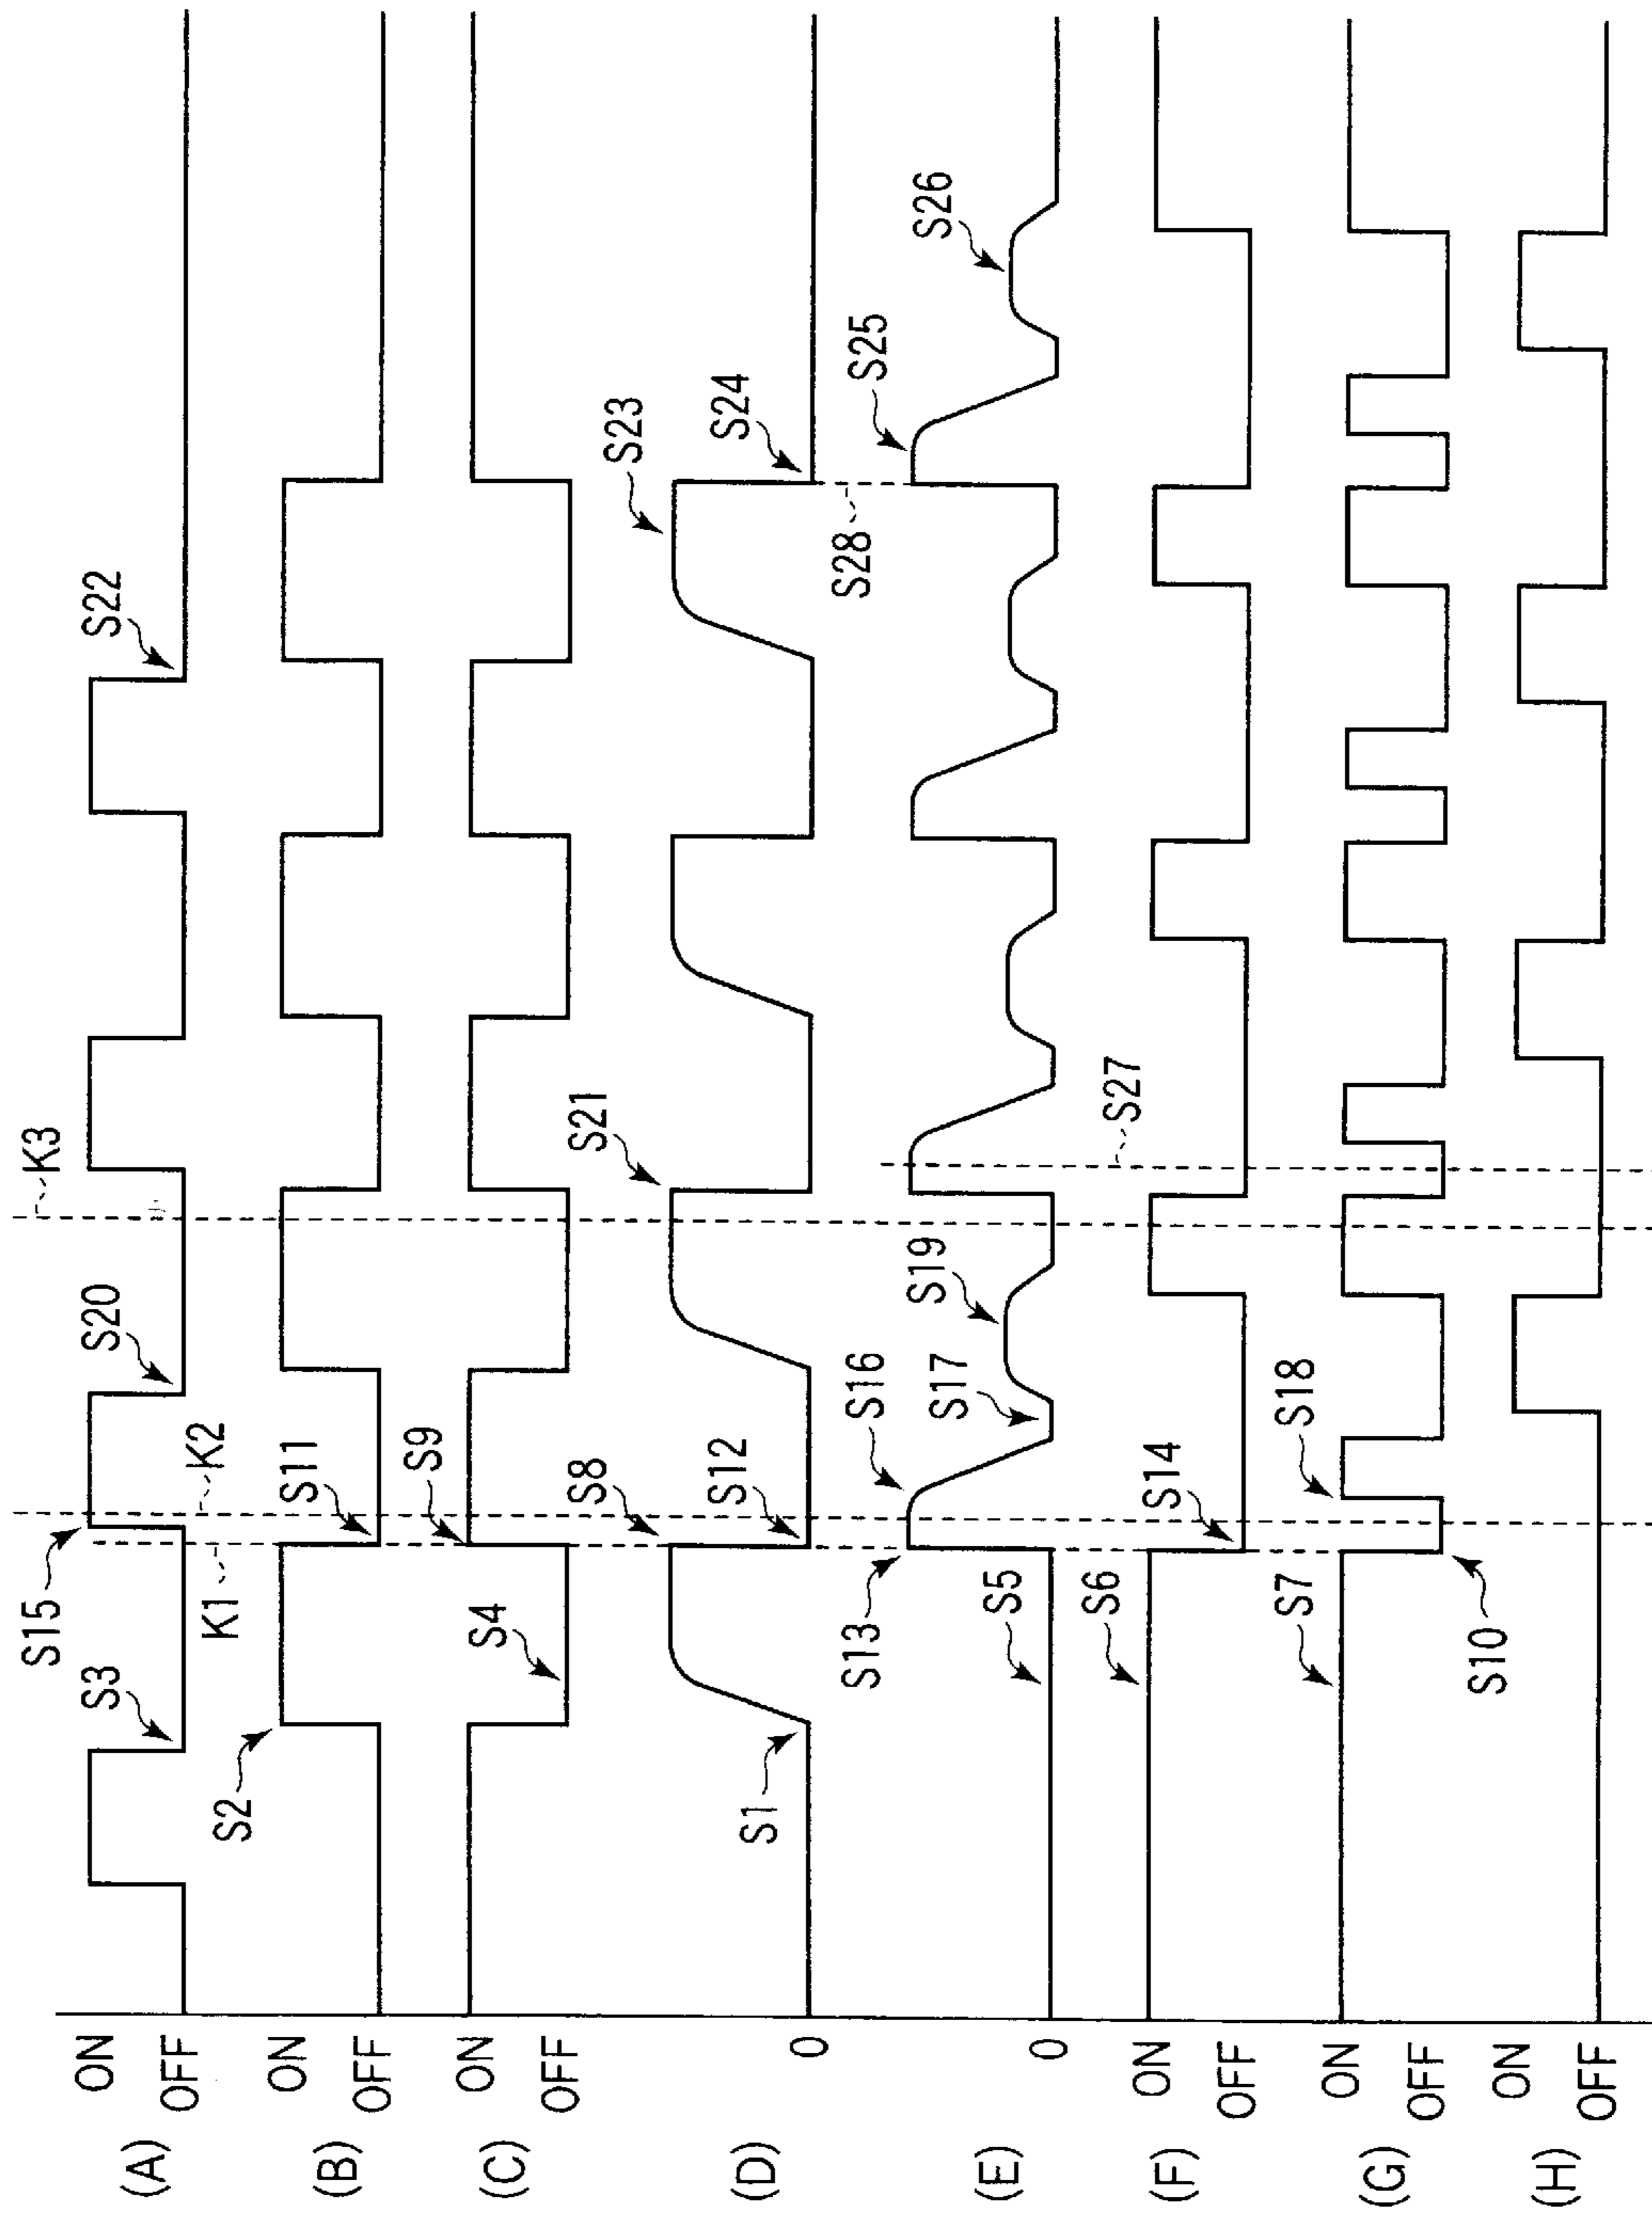 (A) ON
OFF
S3
S15
S20
S22
K1
K2
K3
(B) ON
OFF
S2
S11
(C) ON
OFF
S4
S9
(D) 0
S1
S8
S12
S21
S23
S24
S28
(E) 0
S5
S13
S16
S17
S19
S25
S26
S27
(F) ON
OFF
S6
S14
(G) ON
OFF
S7
S10
S18
(H) ON
OFF